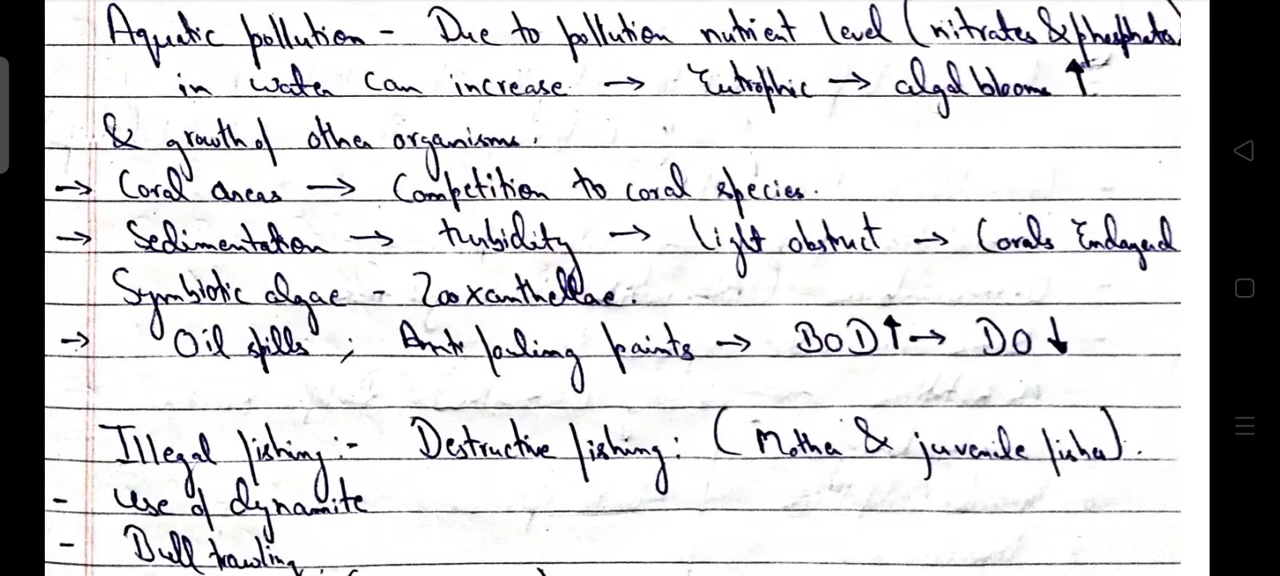 Aquatic pollution - Due to pollution nutrient level (nitrates & phosphates)
in water can increase → Eutrophic → algal blooms ↑
& growth of other organisms.
→ Coral areas → Competition to coral species.
→ Sedimentation → turbidity → light obstruct → Corals Endagerd
Symbiotic algae - Zooxanthellae.
→ Oil spills ; Anti fouling paints → BOD ↑ → DO ↓
Illegal fishing :- Destructive fishing : (Mother & juvenile fishes).
- Use of dynamite
- Bull trawling